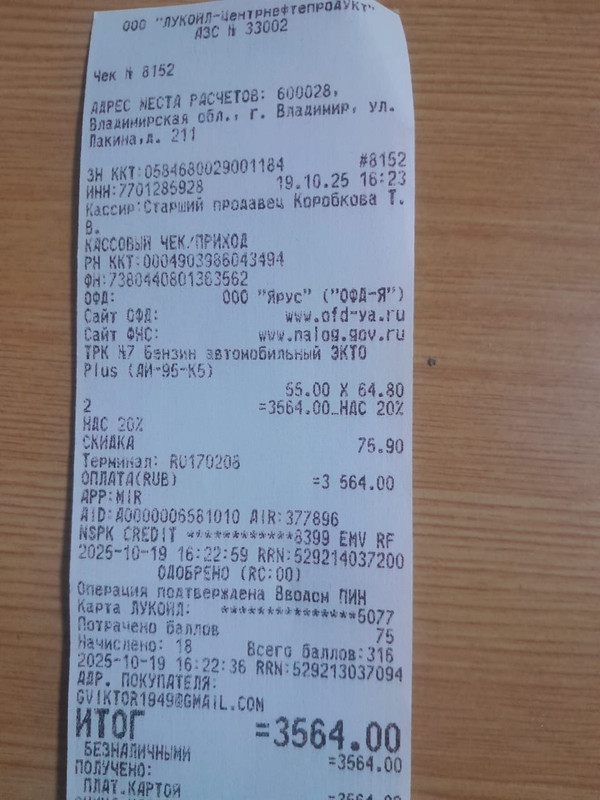 ООО "ЛУКОЙЛ-Центрнефтепродукт"
АЗС N 33002
Чек N 8152
АДРЕС МЕСТА РАСЧЕТОВ: 600028,
Владимирская обл., г. Владимир, ул.
Лакина,д. 211
ЗН ККТ:0584680029001184 #8152
ИНН:7701285928 19.10.25 16:23
Кассир:Старший продавец Коробкова Т.
В.
КАССОВЫЙ ЧЕК/ПРИХОД
РН ККТ:0004903986043494
ФН:7380440801363562
ОФД: ООО "Ярус" ("ОФД-Я")
Сайт ОФД: www.ofd-ya.ru
Сайт ФНС: www.nalog.gov.ru
ТРК №7 Бензин автомобильный ЭКТО
Plus (АИ-95-К5)
55.00 X 64.80
2 =3564.00_НДС 20%
НДС 20%
СКИДКА 75.90
Терминал: RU170208
ОПЛАТА(RUB) =3 564.00
APP:MIR
AID:A0000006581010 AIR:377896
NSPK CREDIT ************8399 EMV RF
2025-10-19 16:22:59 RRN:529214037200
ОДОБРЕНО (RC:00)
Операция подтверждена Вводом ПИН
Карта ЛУКОЙЛ: ***************5077
Потрачено баллов 75
Начислено: 18 Всего баллов:316
2025-10-19 16:22:36 RRN:529213037094
АДР. ПОКУПАТЕЛЯ:
GVIKTOR1949@GMAIL.COM
ИТОГ =3564.00
БЕЗНАЛИЧНЫМИ =3564.00
ПОЛУЧЕНО:
ПЛАТ.КАРТОЙ =3564.00